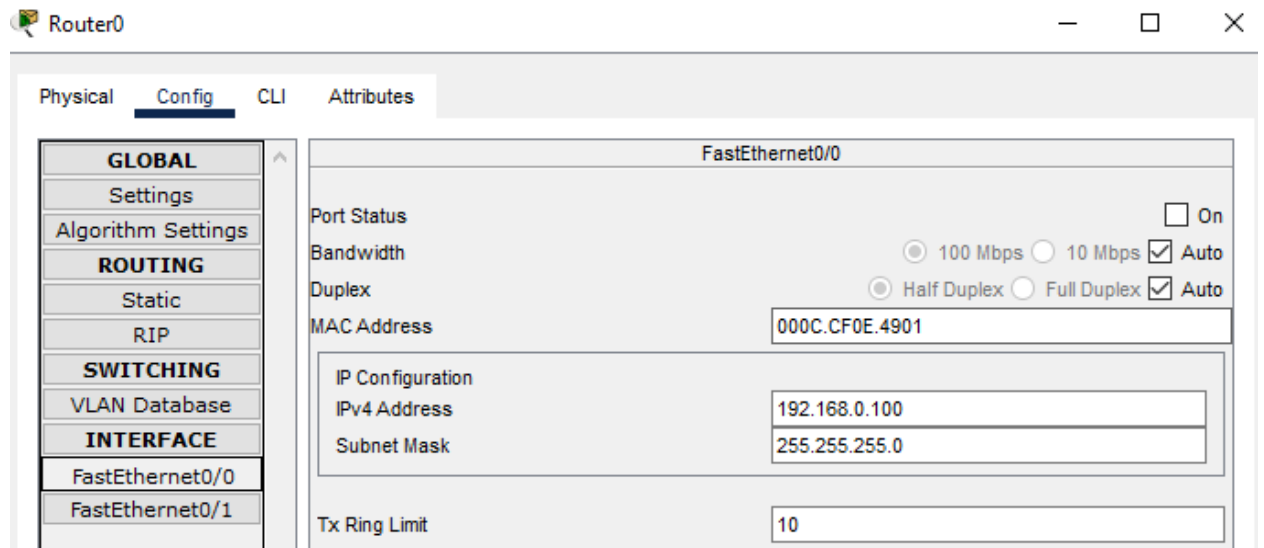 Router0
Physical Config CLI Attributes
GLOBAL
Settings
Algorithm Settings
ROUTING
Static
RIP
SWITCHING
VLAN Database
INTERFACE
FastEthernet0/0
FastEthernet0/1
FastEthernet0/0
Port Status On
Bandwidth 100 Mbps 10 Mbps Auto
Duplex Half Duplex Full Duplex Auto
MAC Address 000C.CF0E.4901
IP Configuration
IPv4 Address 192.168.0.100
Subnet Mask 255.255.255.0
Tx Ring Limit 10